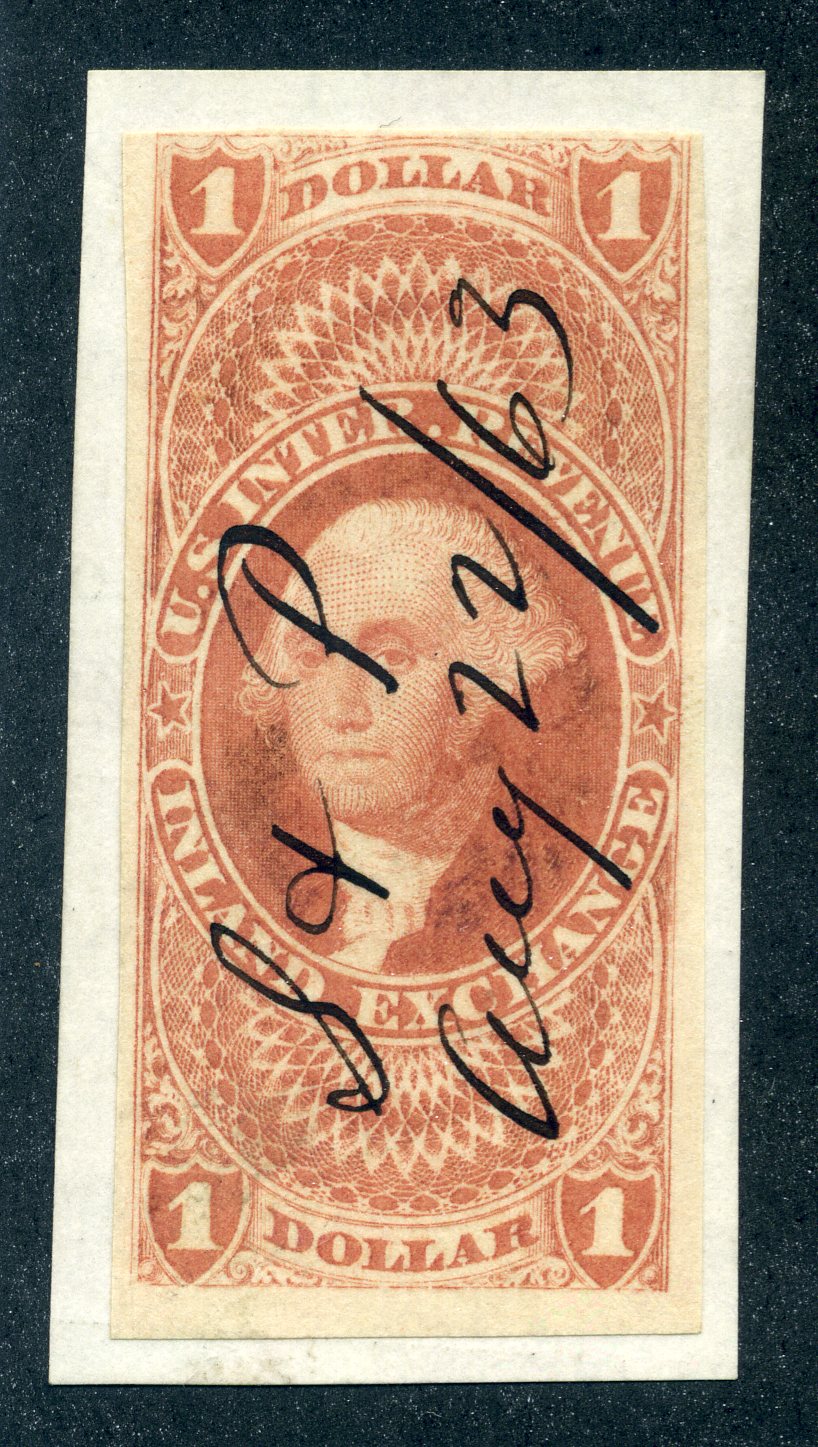 1 DOLLAR 1
U.S. INTER. REVENUE
INLAND EXCHANGE
1 DOLLAR 1
S & P
Aug 22/63